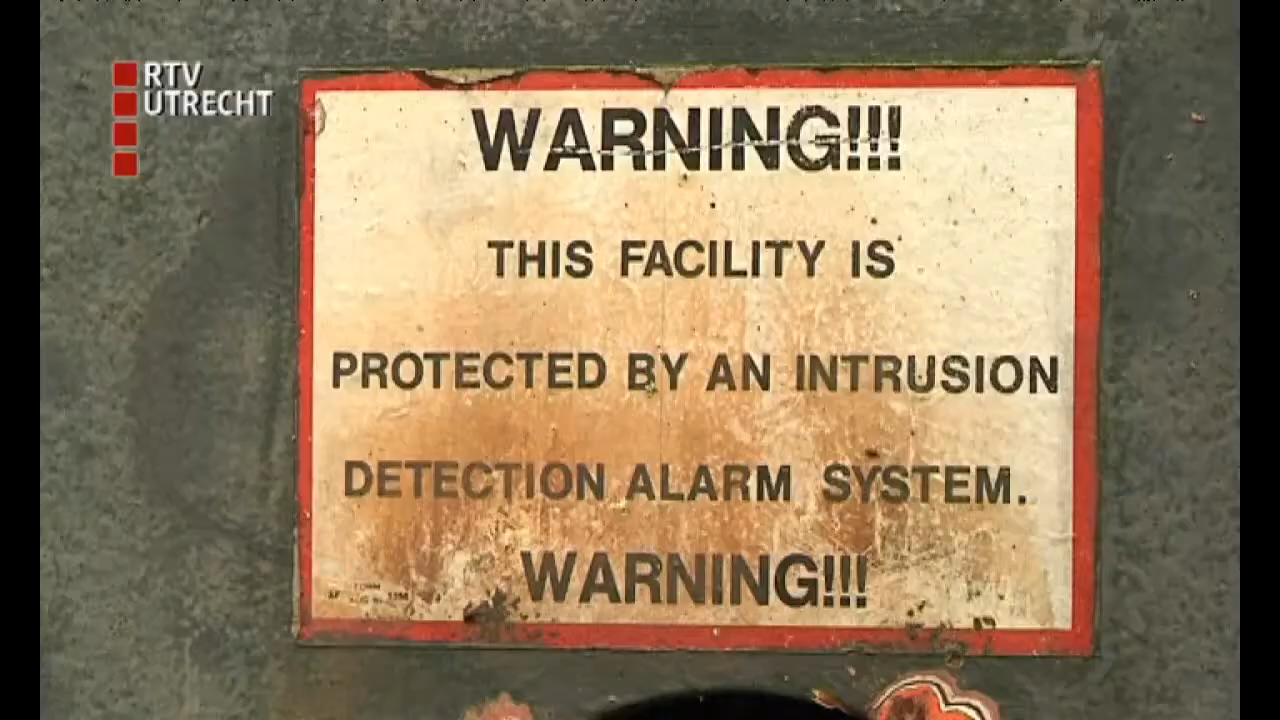 RTV
UTRECHT
WARNING!!!
THIS FACILITY IS
PROTECTED BY AN INTRUSION
DETECTION ALARM SYSTEM.
WARNING!!!